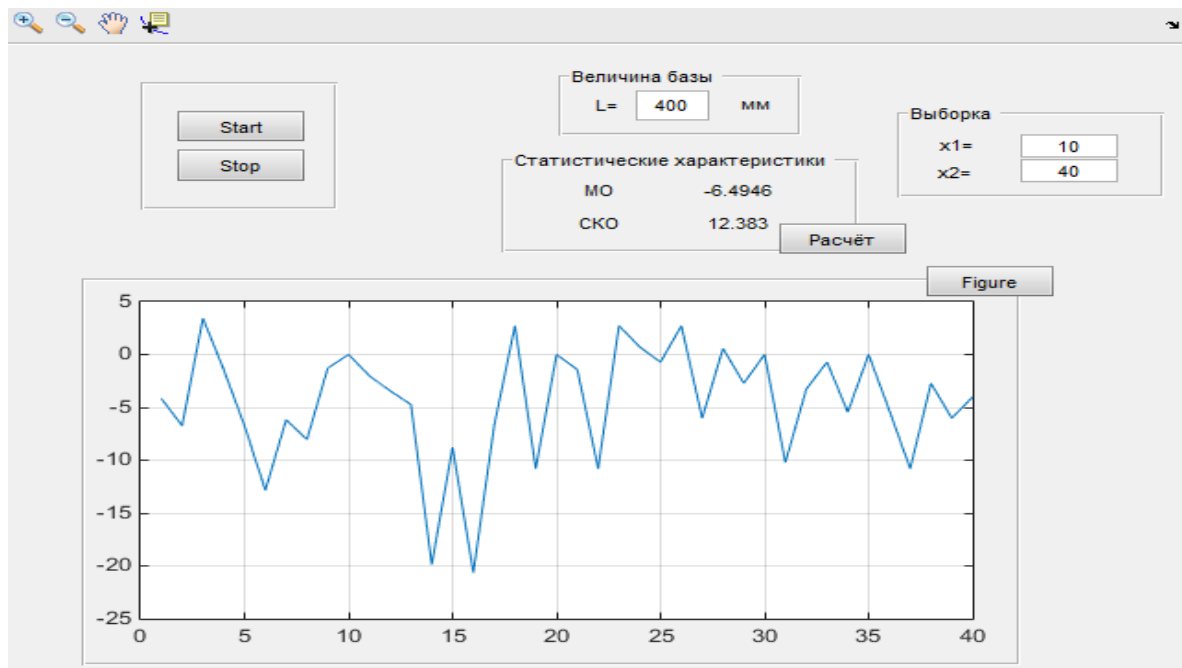 Start
Stop
Величина базы
L= 400 мм
Выборка
x1= 10
x2= 40
Статистические характеристики
МО -6.4946
СКО 12.383
Расчёт
Figure
5
0
-5
-10
-15
-20
-25
0 5 10 15 20 25 30 35 40